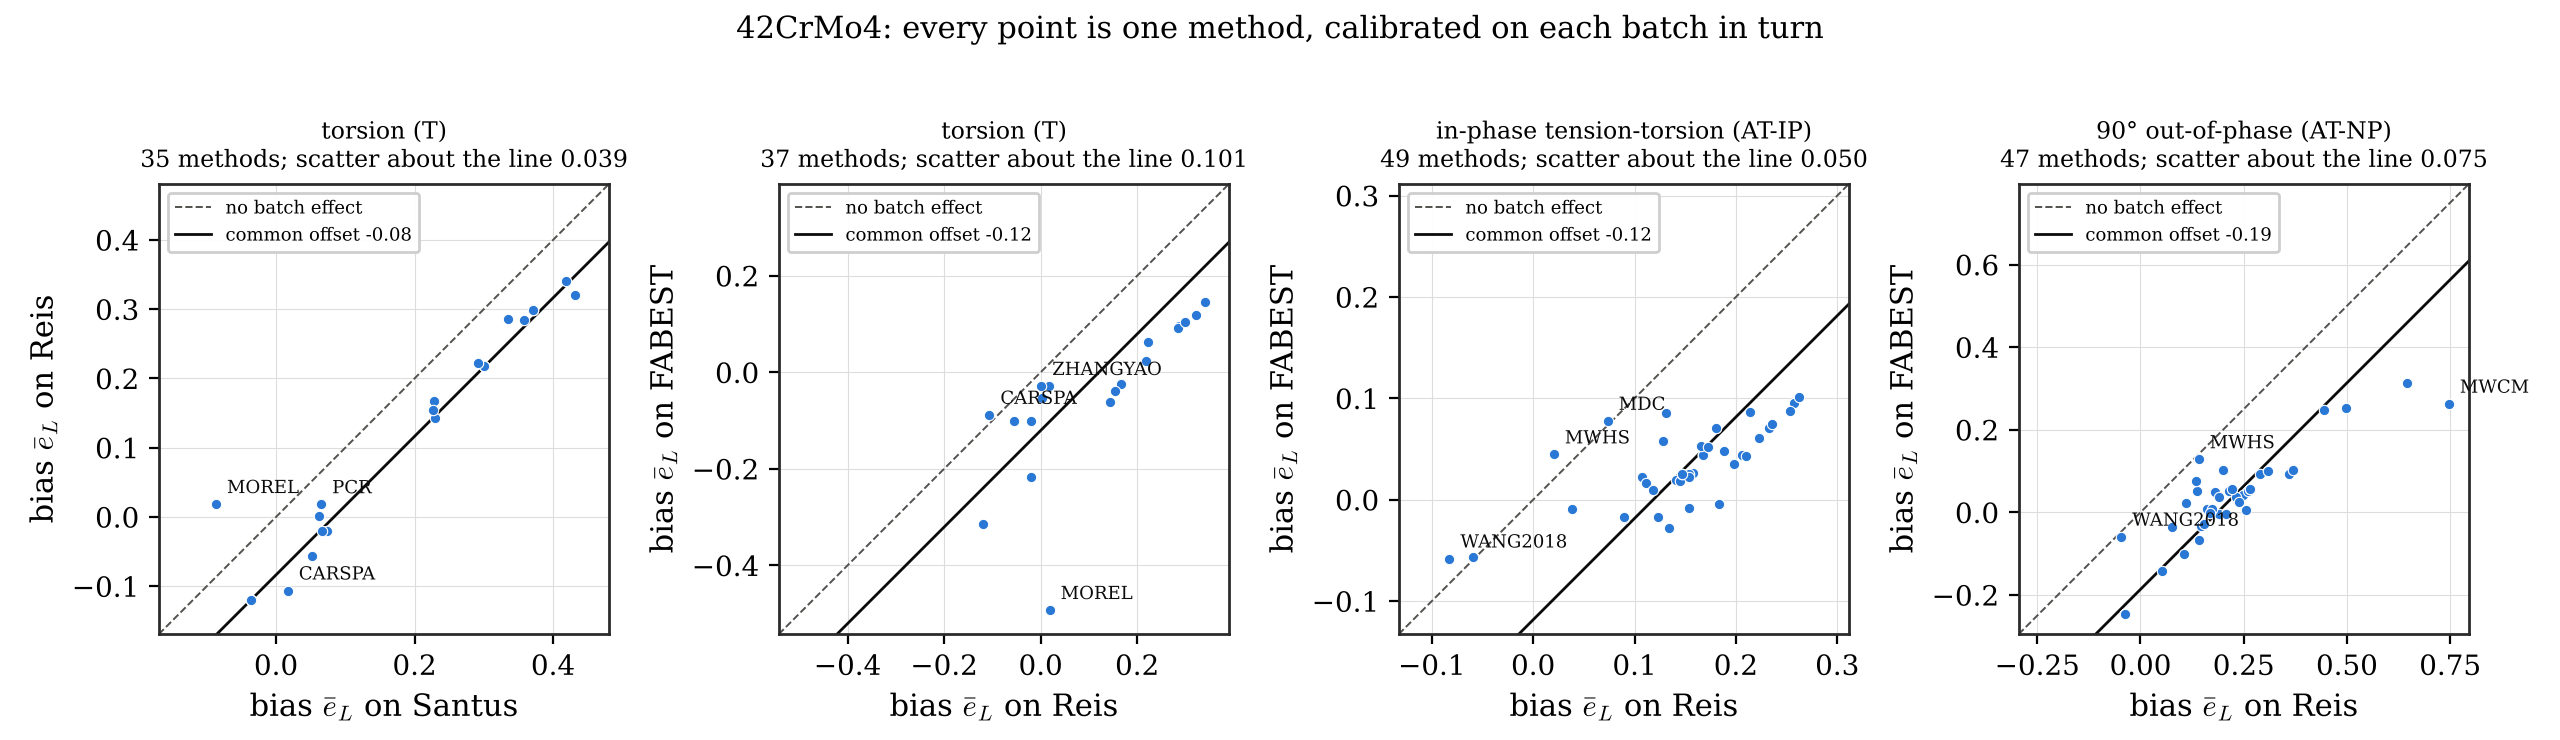 42CrMo4: every point is one method, calibrated on each batch in turn
torsion (T)
35 methods; scatter about the line 0.039
no batch effect
common offset -0.08
0.4
0.3
0.2
0.1
0.0
−0.1
bias ēL on Reis
MOREL
PCR
CARSPA
0.0
0.2
0.4
bias ēL on Santus
torsion (T)
37 methods; scatter about the line 0.101
no batch effect
common offset -0.12
0.2
0.0
−0.2
−0.4
bias ēL on FABEST
ZHANGYAO
CARSPA
MOREL
−0.4
−0.2
0.0
0.2
bias ēL on Reis
in-phase tension-torsion (AT-IP)
49 methods; scatter about the line 0.050
no batch effect
common offset -0.12
0.3
0.2
0.1
0.0
−0.1
bias ēL on FABEST
MDC
MWHS
WANG2018
−0.1
0.0
0.1
0.2
0.3
bias ēL on Reis
90° out-of-phase (AT-NP)
47 methods; scatter about the line 0.075
no batch effect
common offset -0.19
0.6
0.4
0.2
0.0
−0.2
bias ēL on FABEST
MWCM
MWHS
WANG2018
−0.25
0.00
0.25
0.50
0.75
bias ēL on Reis